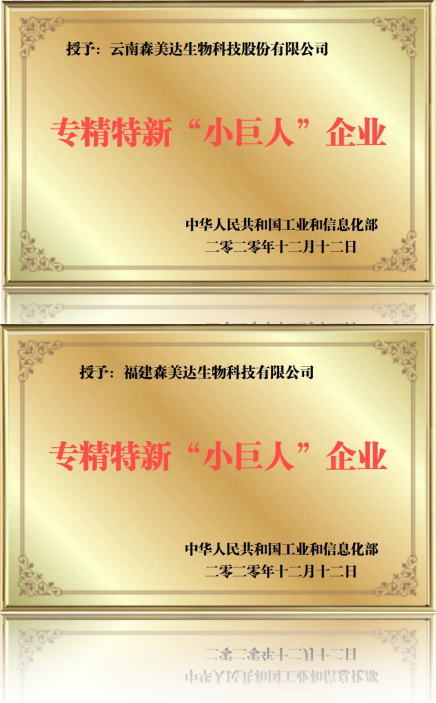 授予：云南森美达生物科技股份有限公司
专精特新“小巨人”企业
中华人民共和国工业和信息化部
二零二零年十二月十二日
授予：福建森美达生物科技有限公司
专精特新“小巨人”企业
中华人民共和国工业和信息化部
二零二零年十二月十二日